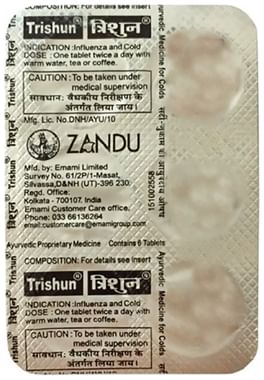 COMPOSITION: For details see insert
Trishun® त्रिशुन®
INDICATION :Influenza and Cold
DOSE : One tablet twice a day with
warm water, tea or coffee.
CAUTION : To be taken under
medical supervision
सावधान: वैद्यकीय निरीक्षण के
अंतर्गत लिया जाय।
Mfg. Lic. No.DNH/AYU/10
ZANDU
Mfd. by: Emami Limited
Survey No. 61/2P/1-Masat,
Silvassa,D&NH (UT)-396 230.
Regd. Office:
Kolkata - 700107. India
Emami Customer Care office.
Phone: 033 66136264
email:customercare@emamigroup.com
Ayurvedic Proprietary Medicine Contains 6 Tablets
COMPOSITION: For details see insert
Trishun® त्रिशुन®
INDICATION :Influenza and Cold
DOSE : One tablet twice a day with
warm water, tea or coffee.
CAUTION : To be taken under
medical supervision
सावधान: वैद्यकीय निरीक्षण के
अंतर्गत लिया जाय।
Ayurvedic Medicine for Colds
151002558
Ayurvedic Medicine for Colds